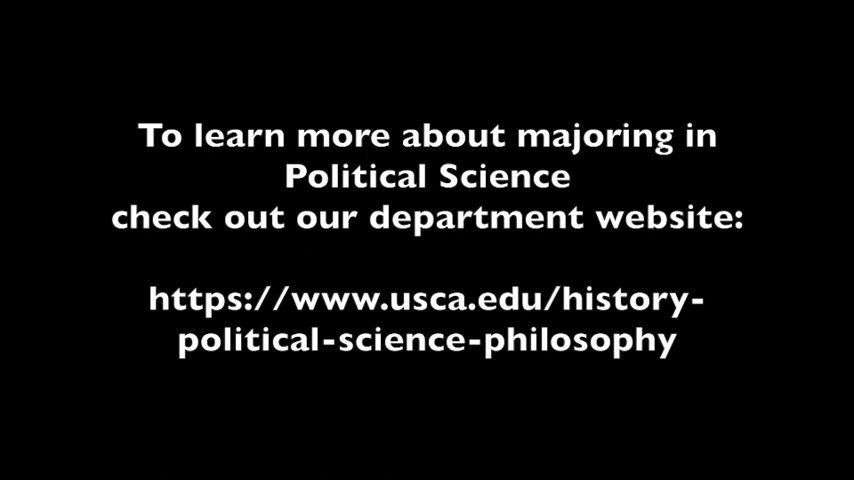 To learn more about majoring in
Political Science
check out our department website:
https://www.usca.edu/history-
political-science-philosophy